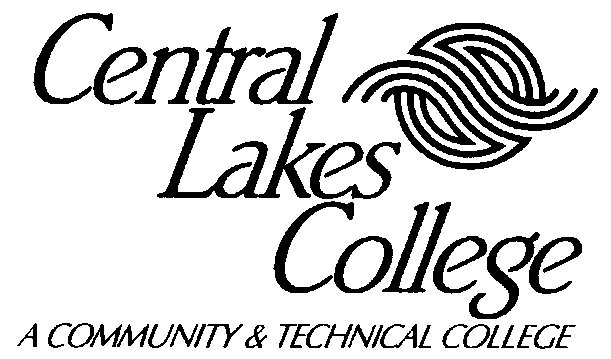 Central
Lakes
College
A COMMUNITY & TECHNICAL COLLEGE